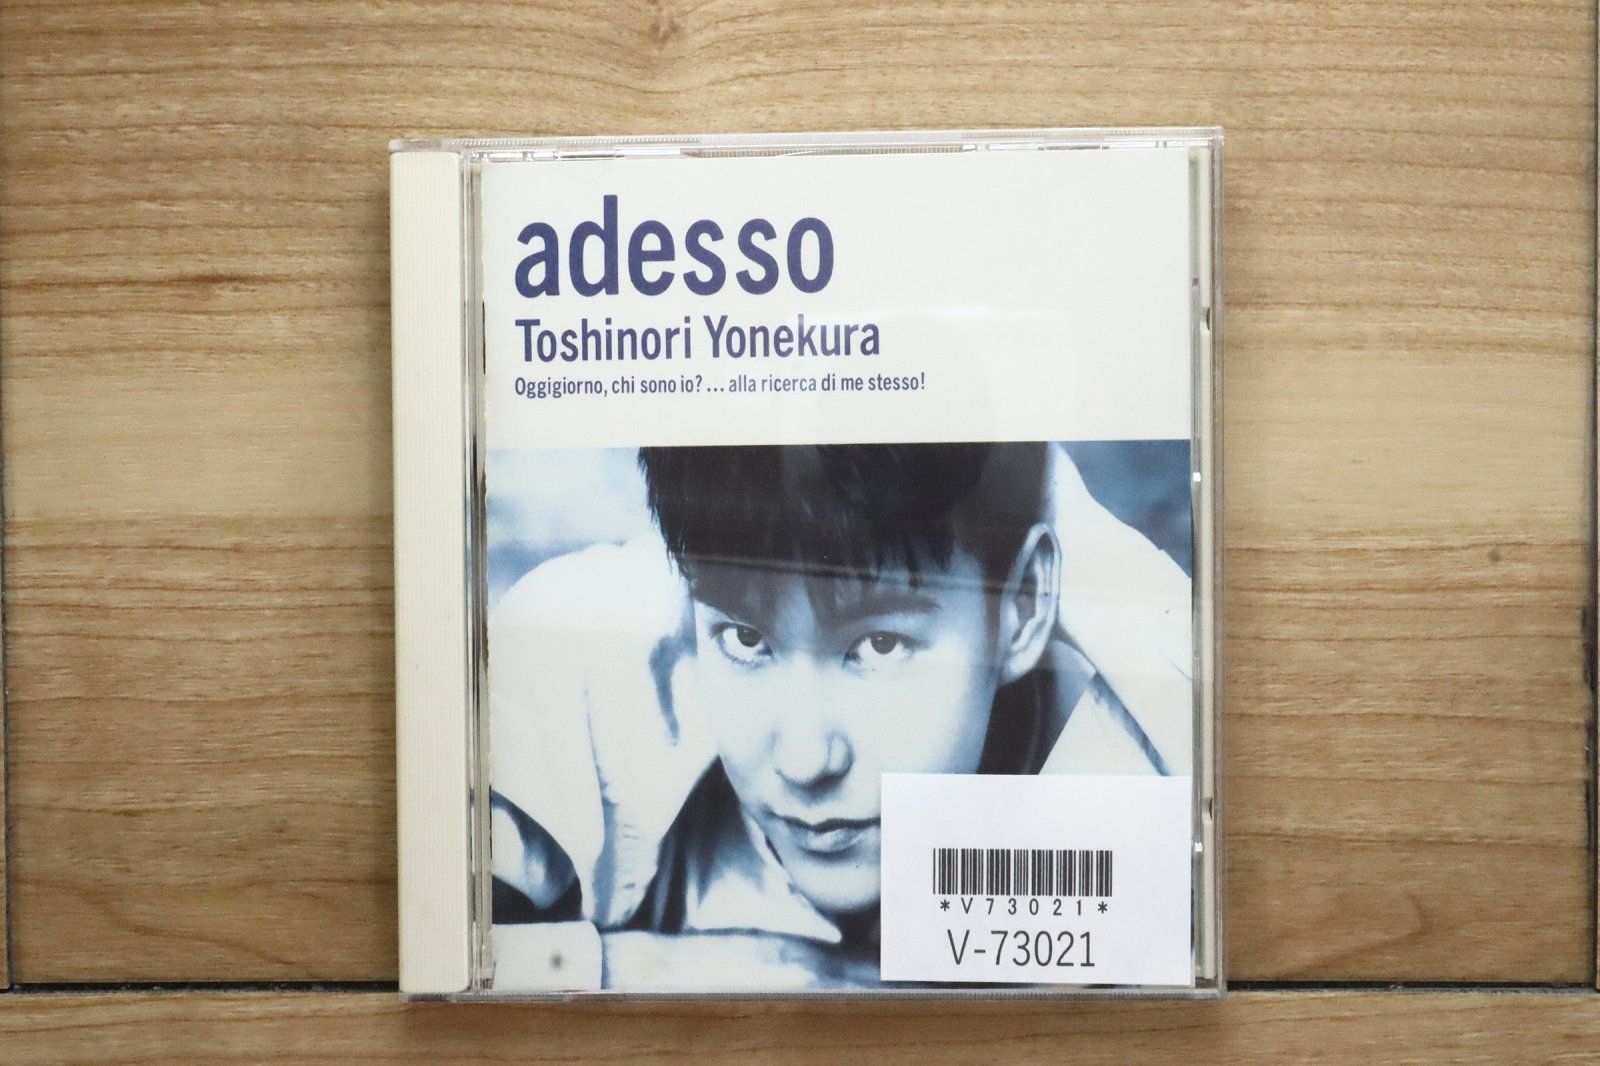 adesso
Toshinori Yonekura
Oggigiorno, chi sono io? ... alla ricerca di me stesso!
*V73021*
V-73021